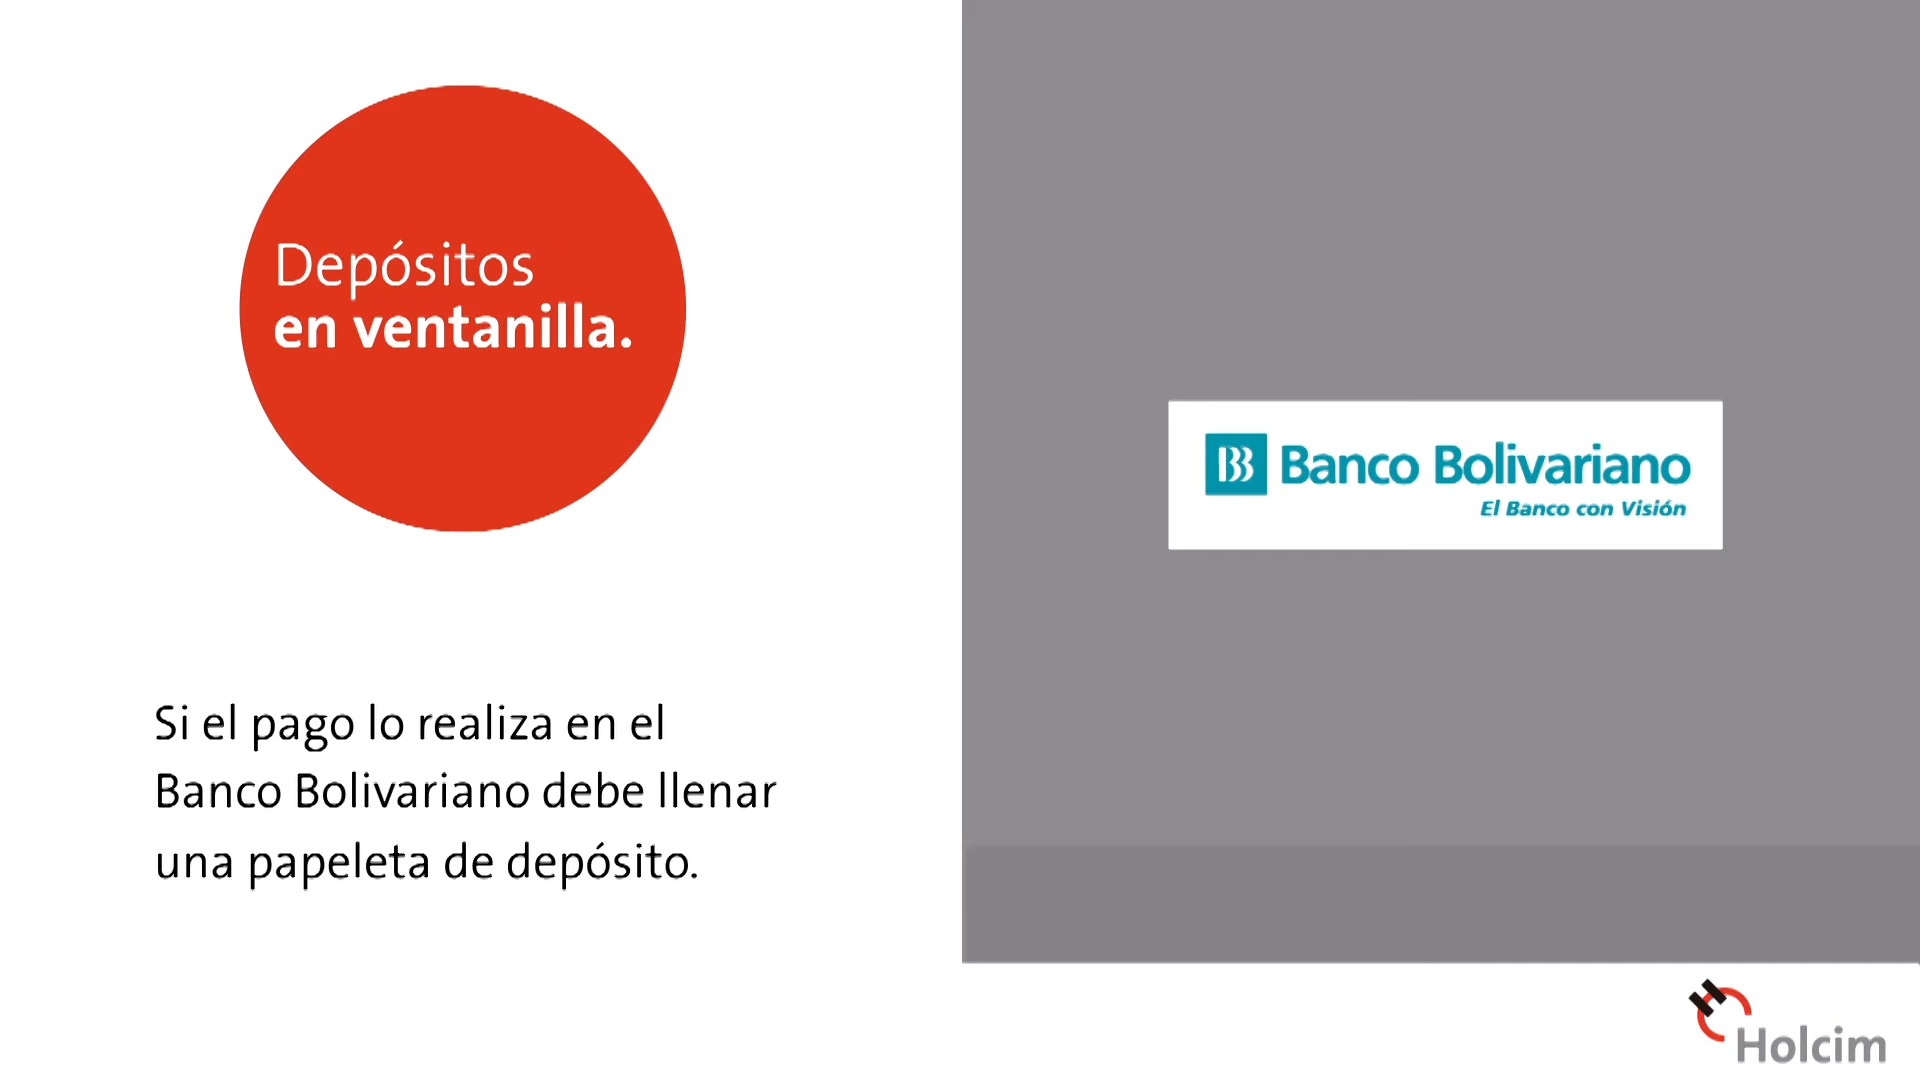 Depósitos
en ventanilla.
Si el pago lo realiza en el
Banco Bolivariano debe llenar
una papeleta de depósito.
BBB Banco Bolivariano
El Banco con Visión
Holcim